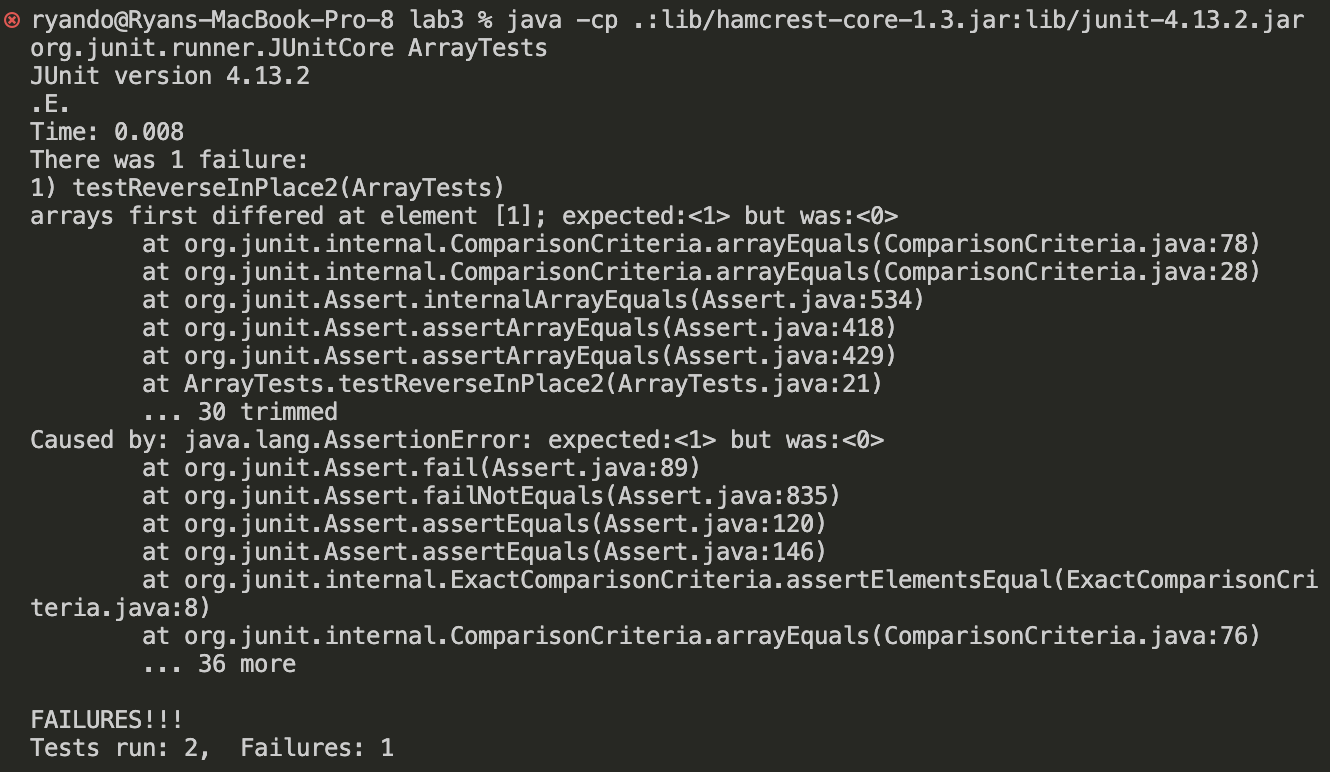 ryando@Ryans-MacBook-Pro-8 lab3 % java -cp .:lib/hamcrest-core-1.3.jar:lib/junit-4.13.2.jar
org.junit.runner.JUnitCore ArrayTests
JUnit version 4.13.2
.E.
Time: 0.008
There was 1 failure:
1) testReverseInPlace2(ArrayTests)
arrays first differed at element [1]; expected:<1> but was:<0>
        at org.junit.internal.ComparisonCriteria.arrayEquals(ComparisonCriteria.java:78)
        at org.junit.internal.ComparisonCriteria.arrayEquals(ComparisonCriteria.java:28)
        at org.junit.Assert.internalArrayEquals(Assert.java:534)
        at org.junit.Assert.assertArrayEquals(Assert.java:418)
        at org.junit.Assert.assertArrayEquals(Assert.java:429)
        at ArrayTests.testReverseInPlace2(ArrayTests.java:21)
        ... 30 trimmed
Caused by: java.lang.AssertionError: expected:<1> but was:<0>
        at org.junit.Assert.fail(Assert.java:89)
        at org.junit.Assert.failNotEquals(Assert.java:835)
        at org.junit.Assert.assertEquals(Assert.java:120)
        at org.junit.Assert.assertEquals(Assert.java:146)
        at org.junit.internal.ExactComparisonCriteria.assertElementsEqual(ExactComparisonCri
teria.java:8)
        at org.junit.internal.ComparisonCriteria.arrayEquals(ComparisonCriteria.java:76)
        ... 36 more

FAILURES!!!
Tests run: 2,  Failures: 1